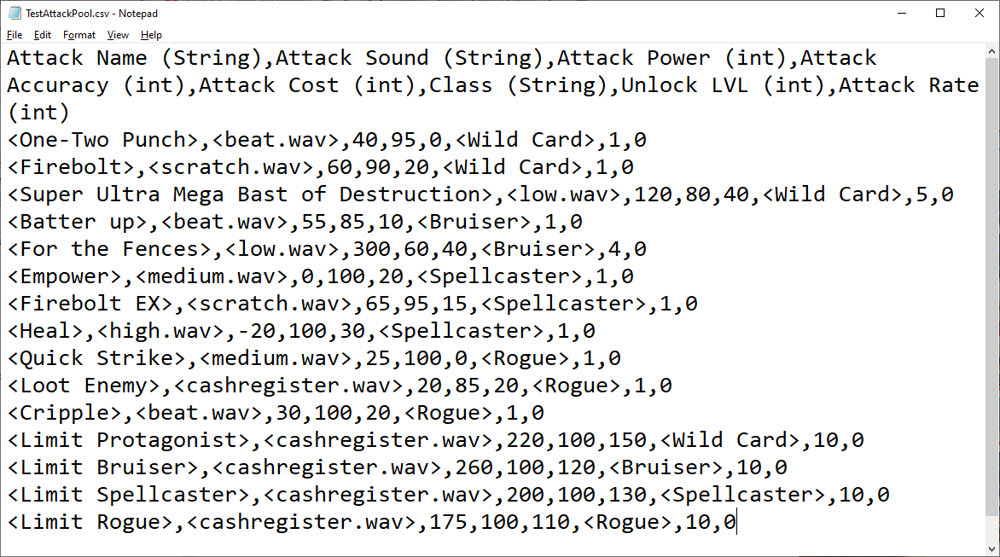 TestAttackPool.csv - Notepad
File Edit Format View Help
Attack Name (String),Attack Sound (String),Attack Power (int),Attack
Accuracy (int),Attack Cost (int),Class (String),Unlock LVL (int),Attack Rate
(int)
<One-Two Punch>,<beat.wav>,40,95,0,<Wild Card>,1,0
<Firebolt>,<scratch.wav>,60,90,20,<Wild Card>,1,0
<Super Ultra Mega Bast of Destruction>,<low.wav>,120,80,40,<Wild Card>,5,0
<Batter up>,<beat.wav>,55,85,10,<Bruiser>,1,0
<For the Fences>,<low.wav>,300,60,40,<Bruiser>,4,0
<Empower>,<medium.wav>,0,100,20,<Spellcaster>,1,0
<Firebolt EX>,<scratch.wav>,65,95,15,<Spellcaster>,1,0
<Heal>,<high.wav>,-20,100,30,<Spellcaster>,1,0
<Quick Strike>,<medium.wav>,25,100,0,<Rogue>,1,0
<Loot Enemy>,<cashregister.wav>,20,85,20,<Rogue>,1,0
<Cripple>,<beat.wav>,30,100,20,<Rogue>,1,0
<Limit Protagonist>,<cashregister.wav>,220,100,150,<Wild Card>,10,0
<Limit Bruiser>,<cashregister.wav>,260,100,120,<Bruiser>,10,0
<Limit Spellcaster>,<cashregister.wav>,200,100,130,<Spellcaster>,10,0
<Limit Rogue>,<cashregister.wav>,175,100,110,<Rogue>,10,0